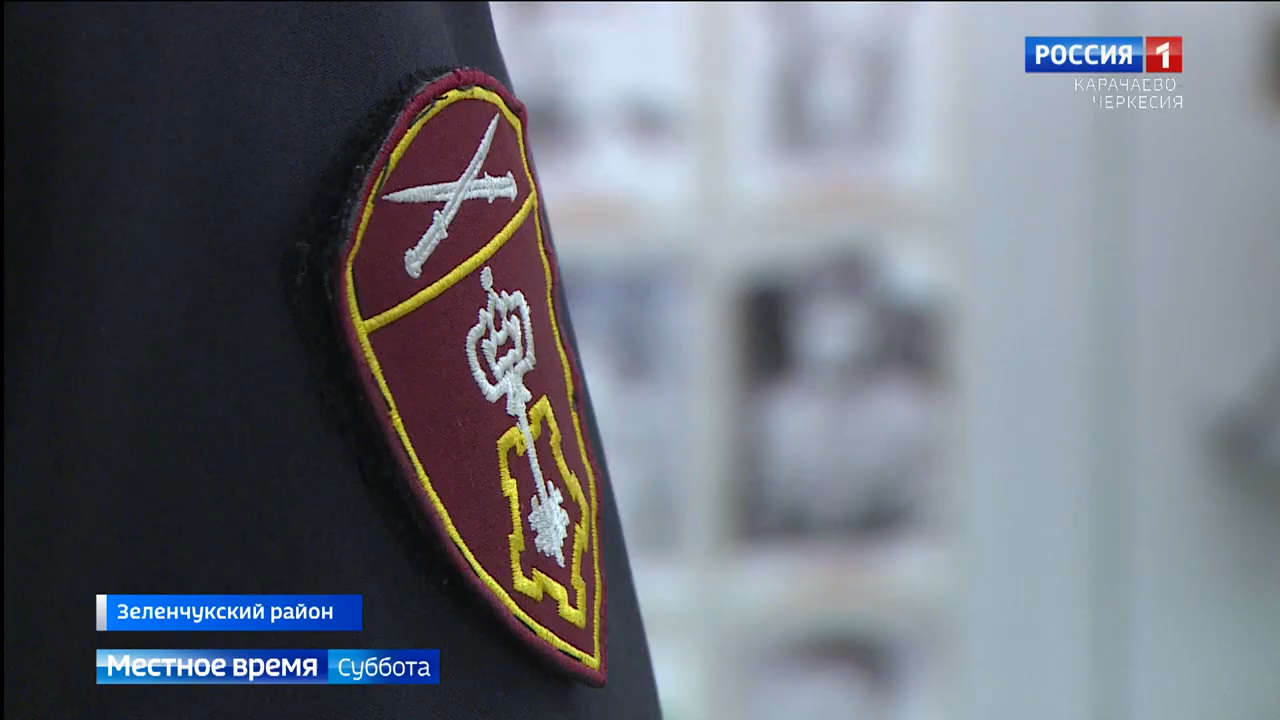 РОССИЯ 1
КАРАЧАЕВО-
ЧЕРКЕСИЯ
Зеленчукский район
Местное время Суббота